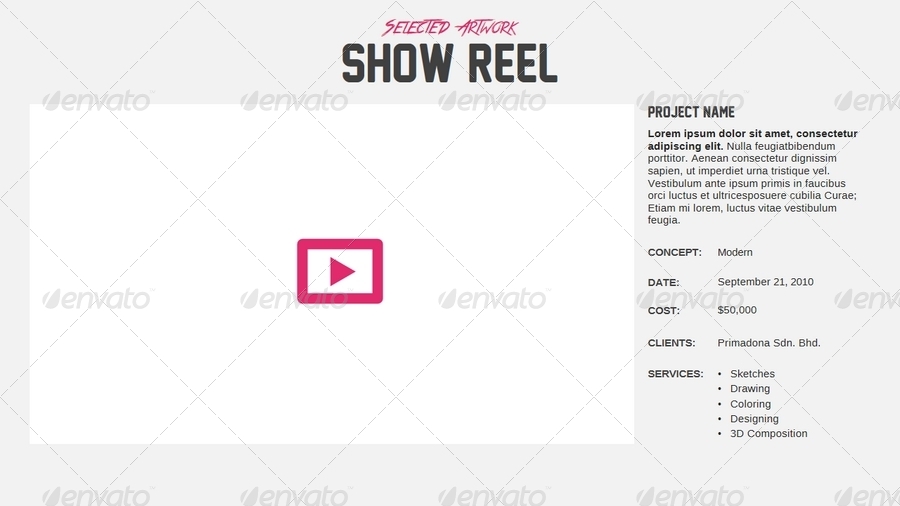 SELECTED ARTWORK
SHOW REEL
PROJECT NAME
Lorem ipsum dolor sit amet, consectetur
adipiscing elit. Nulla feugiatbibendum
porttitor. Aenean consectetur dignissim
sapien, ut imperdiet urna tristique vel.
Vestibulum ante ipsum primis in faucibus
orci luctus et ultricesposuere cubilia Curae;
Etiam mi lorem, luctus vitae vestibulum
feugia.
CONCEPT: Modern
DATE: September 21, 2010
COST: $50,000
CLIENTS: Primadona Sdn. Bhd.
SERVICES: • Sketches
• Drawing
• Coloring
• Designing
• 3D Composition
envato envato envato envato envato
envato envato envato envato envato
envato envato envato envato envato